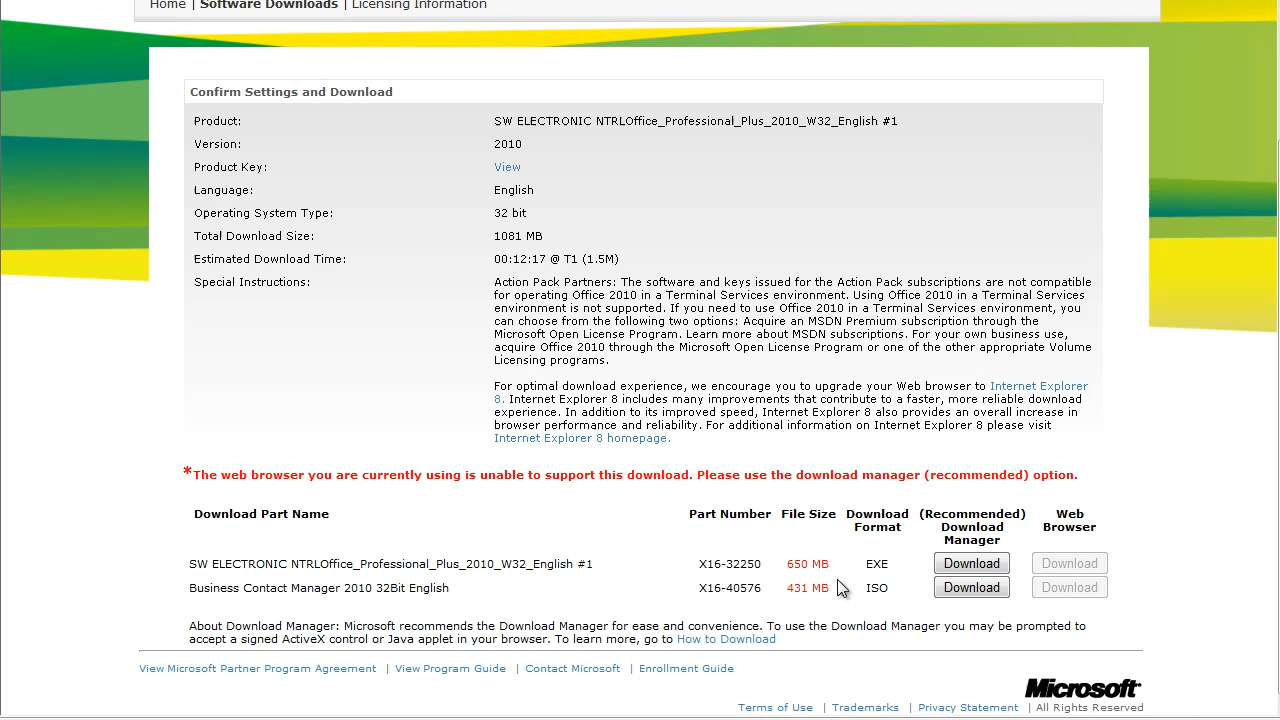 Home | Software Downloads | Licensing Information
Confirm Settings and Download
Product: SW ELECTRONIC NTRLOffice_Professional_Plus_2010_W32_English #1
Version: 2010
Product Key: View
Language: English
Operating System Type: 32 bit
Total Download Size: 1081 MB
Estimated Download Time: 00:12:17 @ T1 (1.5M)
Special Instructions: Action Pack Partners: The software and keys issued for the Action Pack subscriptions are not compatible
for operating Office 2010 in a Terminal Services environment. Using Office 2010 in a Terminal Services
environment is not supported. If you need to use Office 2010 in a Terminal Services environment, you
can choose from the following two options: Acquire an MSDN Premium subscription through the
Microsoft Open License Program. Learn more about MSDN subscriptions. For your own business use,
acquire Office 2010 through the Microsoft Open License Program or one of the other appropriate Volume
Licensing programs.
For optimal download experience, we encourage you to upgrade your Web browser to Internet Explorer
8. Internet Explorer 8 includes many improvements that contribute to a faster, more reliable download
experience. In addition to its improved speed, Internet Explorer 8 also provides an overall increase in
browser performance and reliability. For additional information on Internet Explorer 8 please visit
Internet Explorer 8 homepage.
*The web browser you are currently using is unable to support this download. Please use the download manager (recommended) option.
Download Part Name Part Number File Size Download (Recommended) Web
Format Download Browser
Manager
SW ELECTRONIC NTRLOffice_Professional_Plus_2010_W32_English #1 X16-32250 650 MB EXE Download Download
Business Contact Manager 2010 32Bit English X16-40576 431 MB ISO Download Download
About Download Manager: Microsoft recommends the Download Manager for ease and convenience. To use the Download Manager you may be prompted to
accept a signed ActiveX control or Java applet in your browser. To learn more, go to How to Download
View Microsoft Partner Program Agreement | View Program Guide | Contact Microsoft | Enrollment Guide
Microsoft
Terms of Use | Trademarks | Privacy Statement | All Rights Reserved